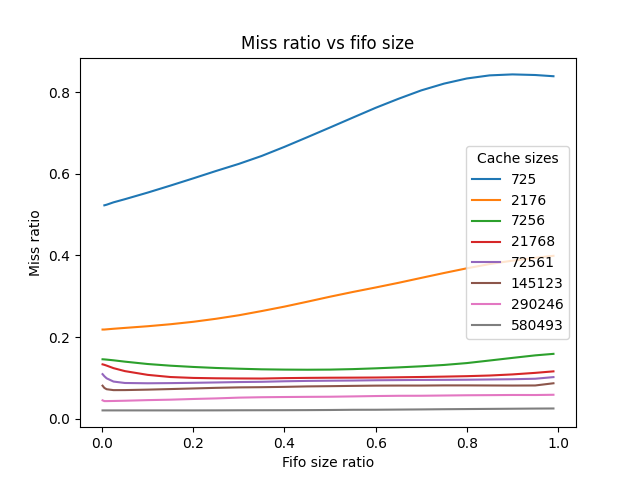 Miss ratio vs fifo size
Miss ratio
0.8
0.6
0.4
0.2
0.0
Cache sizes
725
2176
7256
21768
72561
145123
290246
580493
0.0 0.2 0.4 0.6 0.8 1.0
Fifo size ratio